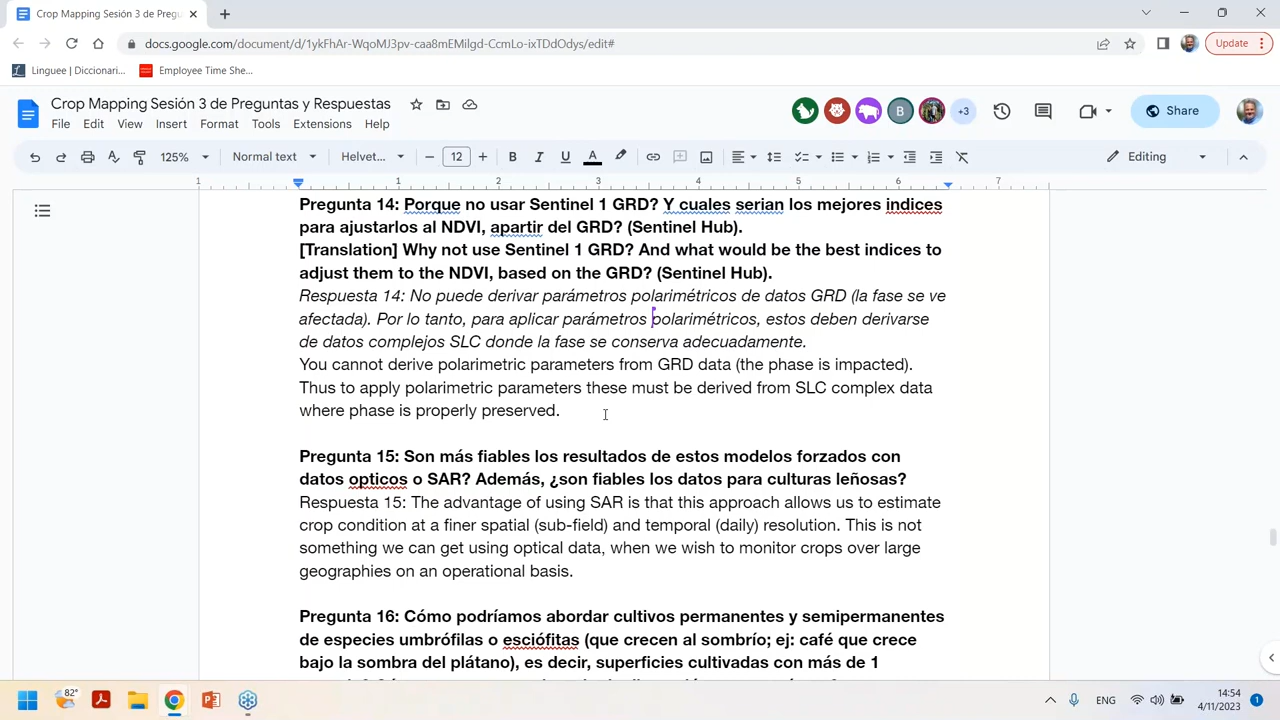 Crop Mapping Sesión 3 de Pregu
docs.google.com/document/d/1ykFhAr-WqoMJ3pv-caa8mEMilgd-CcmLo-ixTDdOdys/edit#
Update
Linguee | Diccionari...
Employee Time She...
Crop Mapping Sesión 3 de Preguntas y Respuestas
File Edit View Insert Format Tools Extensions Help
B
+3
Share
125%
Normal text
Helvet...
12
B I U A
Editing
1 1 2 3 4 5 6 7
Pregunta 14: Porque no usar Sentinel 1 GRD? Y cuales serian los mejores indices
para ajustarlos al NDVI, apartir del GRD? (Sentinel Hub).
[Translation] Why not use Sentinel 1 GRD? And what would be the best indices to
adjust them to the NDVI, based on the GRD? (Sentinel Hub).
Respuesta 14: No puede derivar parámetros polarimétricos de datos GRD (la fase se ve
afectada). Por lo tanto, para aplicar parámetros polarimétricos, estos deben derivarse
de datos complejos SLC donde la fase se conserva adecuadamente.
You cannot derive polarimetric parameters from GRD data (the phase is impacted).
Thus to apply polarimetric parameters these must be derived from SLC complex data
where phase is properly preserved.
Pregunta 15: Son más fiables los resultados de estos modelos forzados con
datos opticos o SAR? Además, ¿son fiables los datos para culturas leñosas?
Respuesta 15: The advantage of using SAR is that this approach allows us to estimate
crop condition at a finer spatial (sub-field) and temporal (daily) resolution. This is not
something we can get using optical data, when we wish to monitor crops over large
geographies on an operational basis.
Pregunta 16: Cómo podríamos abordar cultivos permanentes y semipermanentes
de especies umbrófilas o esciófitas (que crecen al sombrío; ej: café que crece
bajo la sombra del plátano), es decir, superficies cultivadas con más de 1
82°
ENG
14:54
4/11/2023
1